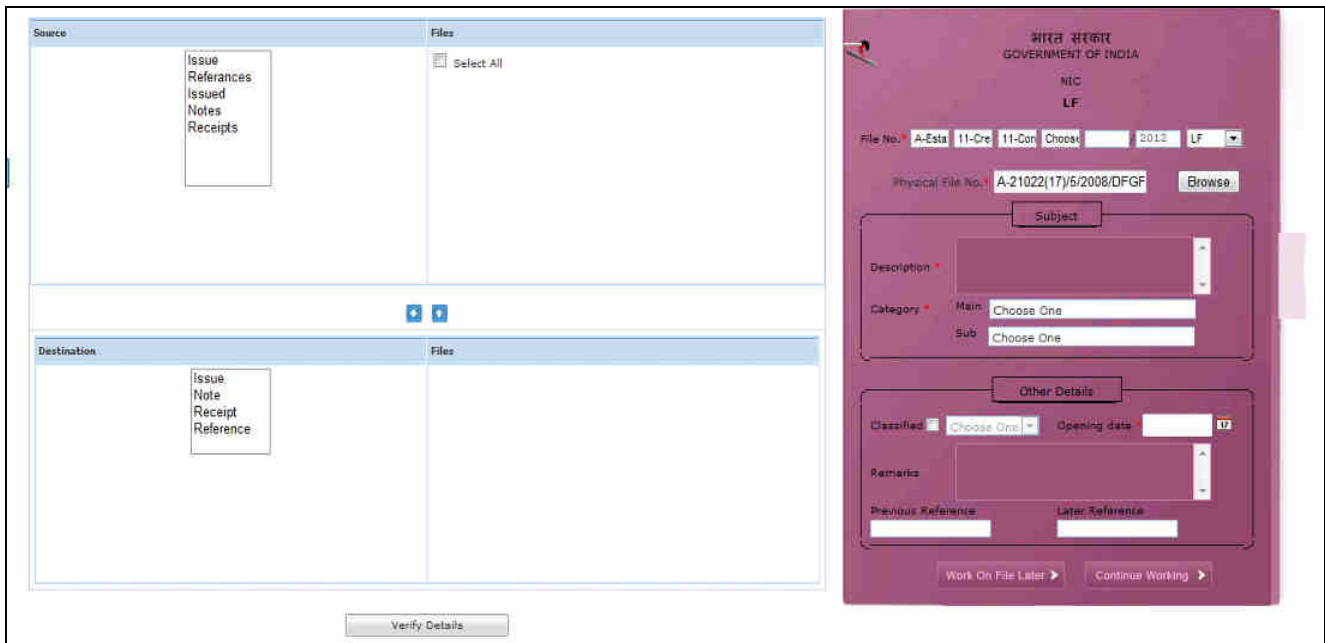 Source Files
Issue
Referances
Issued
Notes
Receipts
Select All
Destination Files
Issue
Note
Receipt
Reference
Verify Details
भारत सरकार
GOVERNMENT OF INDIA
NIC
LF
File No.* A-Esta 11-Cre 11-Con Choose / 2012 LF
Physical File No.* A-21022(17)/5/2008/DFGF Browse
Subject
Description *
Category * Main Choose One
Sub Choose One
Other Details
Classified Choose One Opening date * 17
Remarks
Previous Reference Later Reference
Work On File Later Continue Working